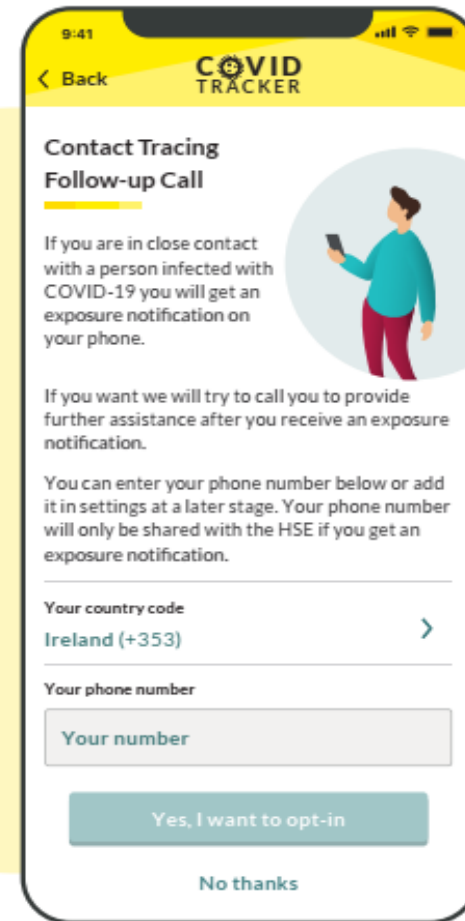 9:41
Back
COVID
TRACKER
Contact Tracing
Follow-up Call
If you are in close contact
with a person infected with
COVID-19 you will get an
exposure notification on
your phone.
If you want we will try to call you to provide
further assistance after you receive an exposure
notification.
You can enter your phone number below or add
it in settings at a later stage. Your phone number
will only be shared with the HSE if you get an
exposure notification.
Your country code
Ireland (+353)
Your phone number
Your number
Yes, I want to opt-in
No thanks